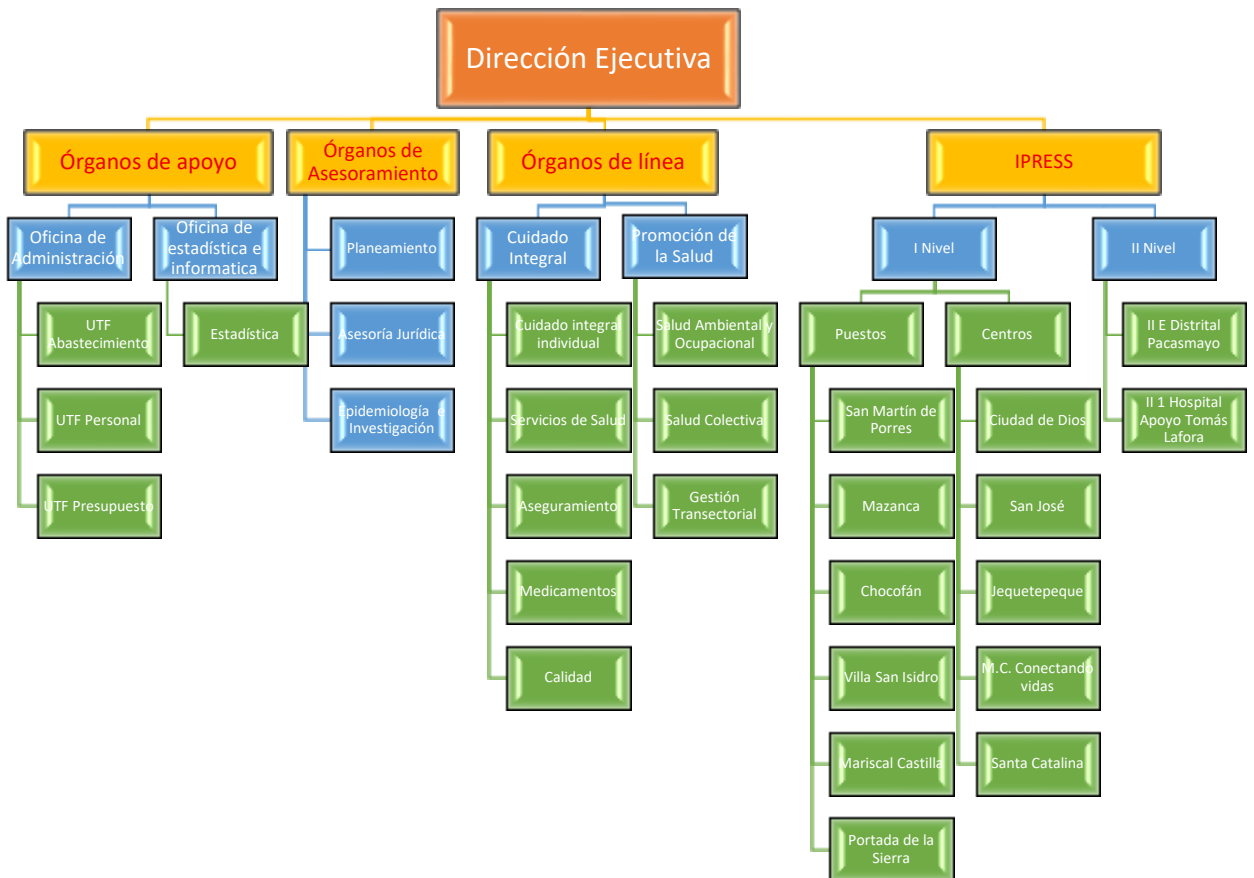 Dirección Ejecutiva
Órganos de apoyo
Órganos de
Asesoramiento
Órganos de línea
IPRESS
Oficina de
Administración
Oficina de
estadística e
informatica
Planeamiento
Cuidado
Integral
Promoción de
la Salud
I Nivel
II Nivel
UTF
Abastecimiento
Estadística
Asesoría Jurídica
Cuidado integral
individual
Salud Ambiental y
Ocupacional
Puestos
Centros
II E Distrital
Pacasmayo
UTF Personal
Epidemiología e
Investigación
Servicios de Salud
Salud Colectiva
San Martín de
Porres
Ciudad de Dios
II 1 Hospital
Apoyo Tomás
Lafora
UTF Presupuesto
Aseguramiento
Gestión
Transectorial
Mazanca
San José
Medicamentos
Chocofán
Jequetepeque
Calidad
Villa San Isidro
M.C. Conectando
vidas
Mariscal Castilla
Santa Catalina
Portada de la
Sierra